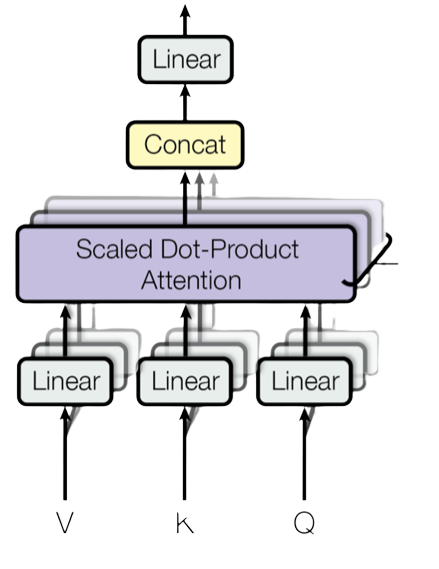 Linear
Concat
Scaled Dot-Product
Attention
Linear Linear Linear
V K Q